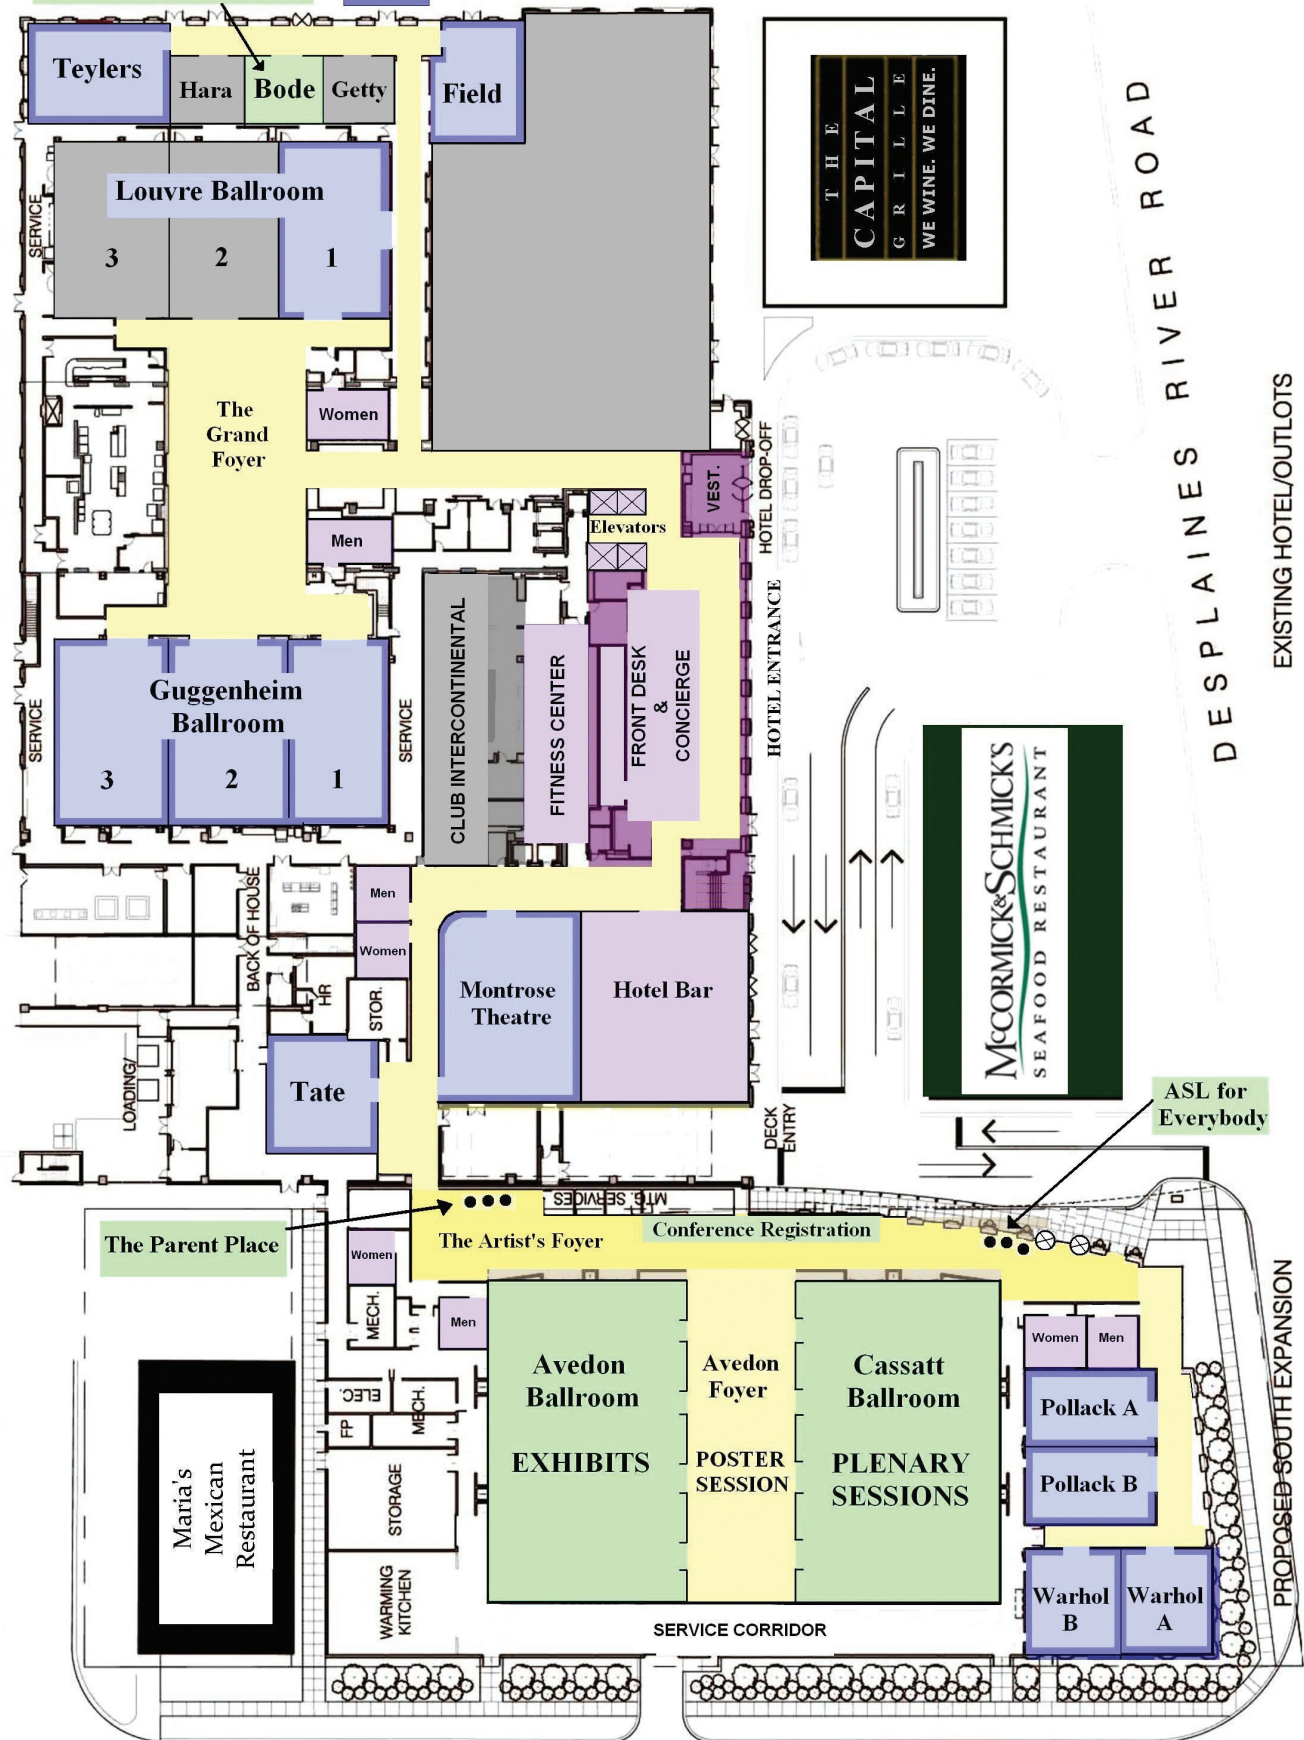 Teylers
Hara
Bode
Getty
Field
THE
CAPITAL
GRILLE
WE WINE. WE DINE.
DESPLAINES RIVER ROAD
Louvre Ballroom
3
2
1
SERVICE
The
Grand
Foyer
Women
Men
Elevators
VEST.
HOTEL DROP-OFF
HOTEL ENTRANCE
EXISTING HOTEL/OUTLOTS
Guggenheim
Ballroom
3
2
1
SERVICE
SERVICE
CLUB INTERCONTINENTAL
FITNESS CENTER
FRONT DESK
&
CONCIERGE
McCORMICK&SCHMICK'S
SEAFOOD RESTAURANT
BACK OF HOUSE
Men
Women
HR
STOR.
Montrose
Theatre
Hotel Bar
LOADING/
Tate
DECK
ENTRY
ASL for
Everybody
MTG. SERVICES
Conference Registration
The Parent Place
The Artist's Foyer
Women
MECH.
Men
Women
Men
Avedon
Ballroom
EXHIBITS
Avedon
Foyer
POSTER
SESSION
Cassatt
Ballroom
PLENARY
SESSIONS
Pollack A
Pollack B
Warhol
B
Warhol
A
ELEC.
MECH.
FP
STORAGE
WARMING
KITCHEN
Maria's
Mexican
Restaurant
SERVICE CORRIDOR
PROPOSED SOUTH EXPANSION